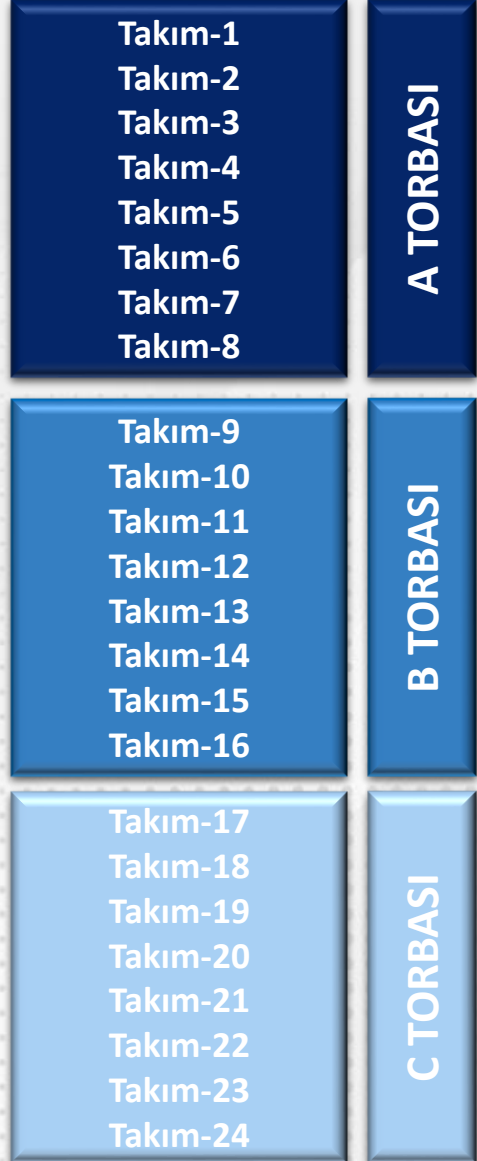 Takım-1
Takım-2
Takım-3
Takım-4
Takım-5
Takım-6
Takım-7
Takım-8
A TORBASI
Takım-9
Takım-10
Takım-11
Takım-12
Takım-13
Takım-14
Takım-15
Takım-16
B TORBASI
Takım-17
Takım-18
Takım-19
Takım-20
Takım-21
Takım-22
Takım-23
Takım-24
C TORBASI